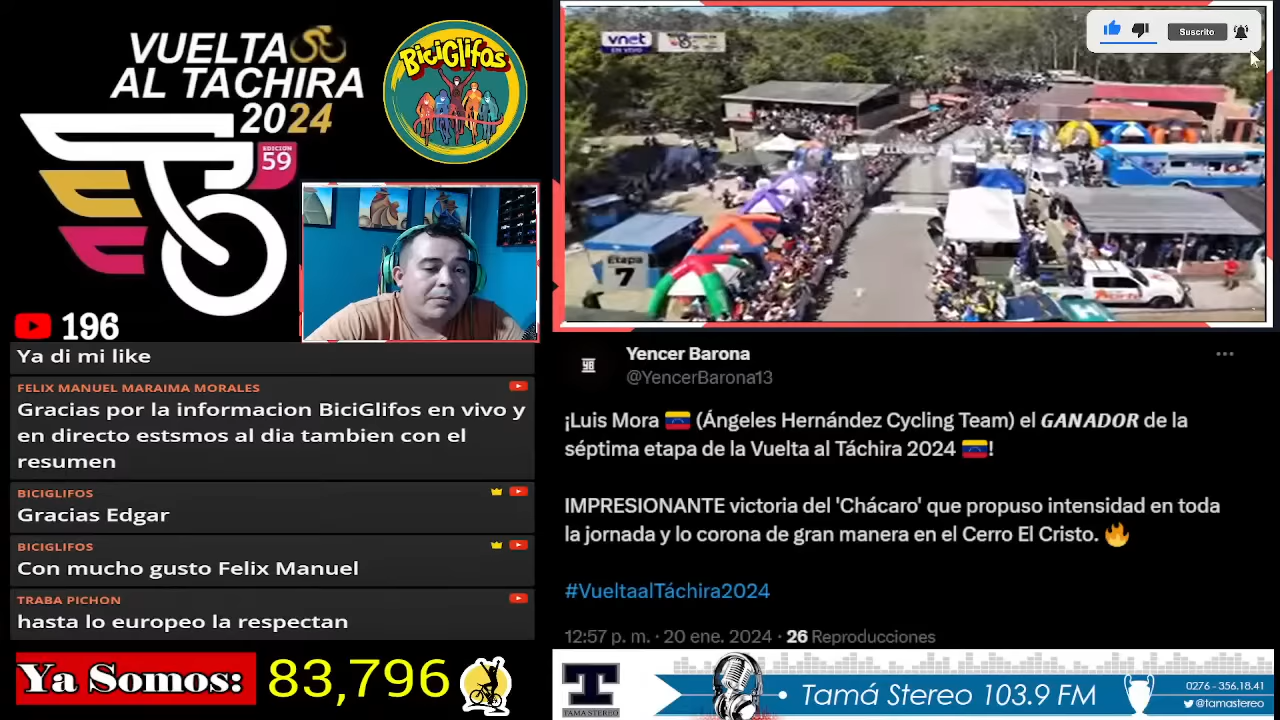 VUELTA
AL TACHIRA
2024
EDICION
59
BiciGlifos
196
Ya di mi like
FELIX MANUEL MARAIMA MORALES
Gracias por la informacion BiciGlifos en vivo y
en directo estsmos al dia tambien con el
resumen
BICIGLIFOS
Gracias Edgar
BICIGLIFOS
Con mucho gusto Felix Manuel
TRABA PICHON
hasta lo europeo la respectan
Ya Somos: 83,796
vnet
EN VIVO
Suscrito
LLEGADA
Etapa
7
Yencer Barona
@YencerBarona13
¡Luis Mora 🇻🇪 (Ángeles Hernández Cycling Team) el GANADOR de la
séptima etapa de la Vuelta al Táchira 2024 🇻🇪!
IMPRESIONANTE victoria del 'Chácaro' que propuso intensidad en toda
la jornada y lo corona de gran manera en el Cerro El Cristo. 🔥
#VueltaalTáchira2024
12:57 p. m. · 20 ene. 2024 · 26 Reproducciones
T
TAMA STEREO
Tamá Stereo 103.9 FM
0276 - 356.18.41
@tamastereo